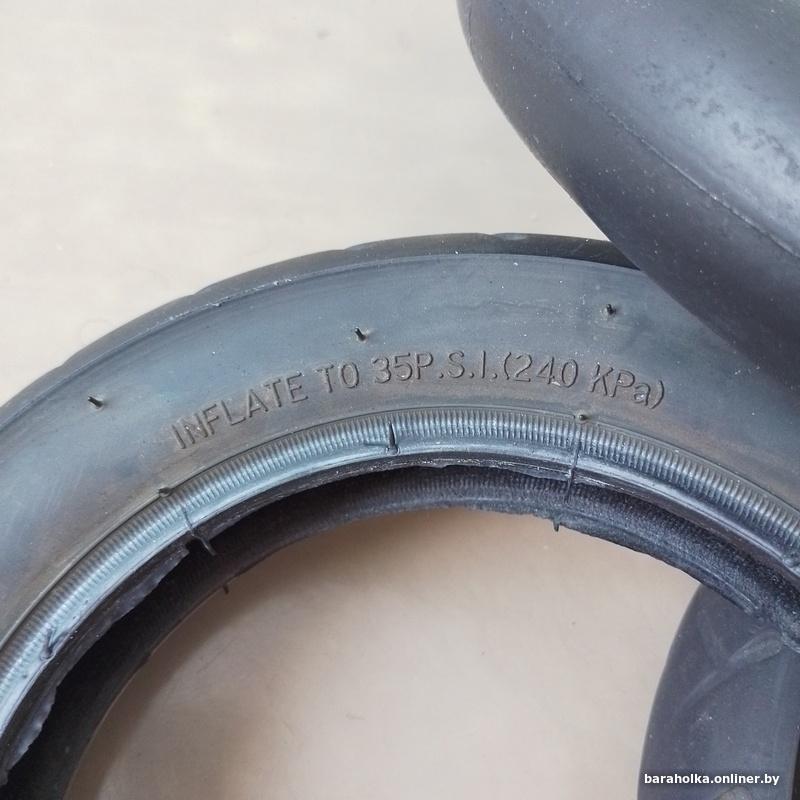 INFLATE TO 35P.S.I.(240 KPa)
baraholka.onliner.by